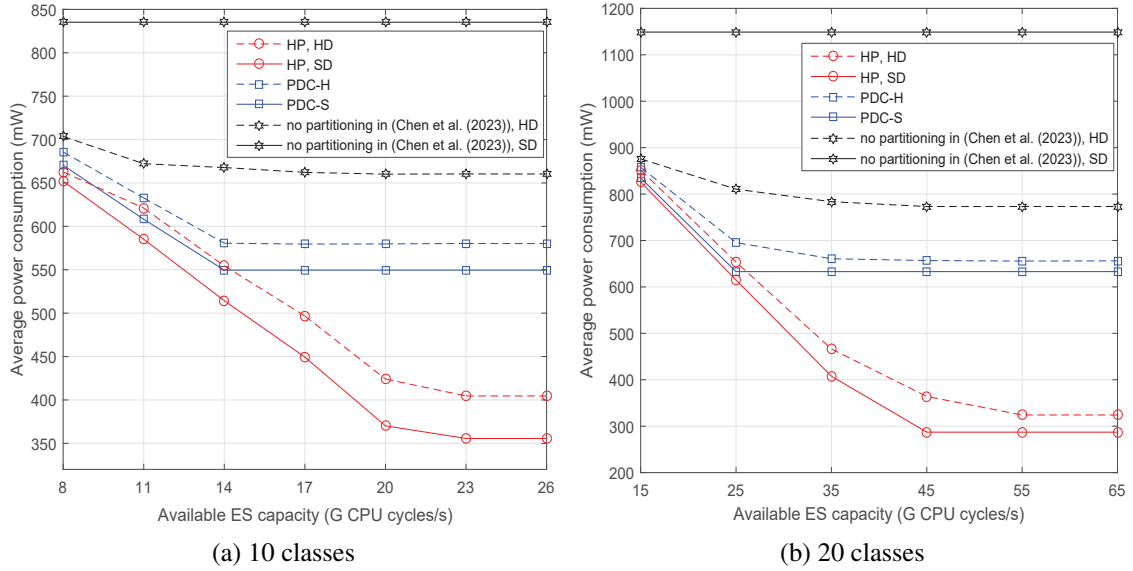 850
800
750
700
650
600
550
500
450
400
350
Average power consumption (mW)
HP, HD
HP, SD
PDC-H
PDC-S
no partitioning in (Chen et al. (2023)), HD
no partitioning in (Chen et al. (2023)), SD
8 11 14 17 20 23 26
Available ES capacity (G CPU cycles/s)
(a) 10 classes
1200
1100
1000
900
800
700
600
500
400
300
200
Average power consumption (mW)
HP, HD
HP, SD
PDC-H
PDC-S
no partitioning in (Chen et al. (2023)), HD
no partitioning in (Chen et al. (2023)), SD
15 25 35 45 55 65
Available ES capacity (G CPU cycles/s)
(b) 20 classes